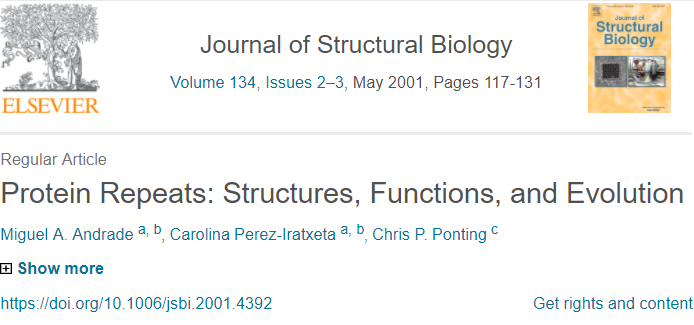 Journal of Structural Biology
Volume 134, Issues 2–3, May 2001, Pages 117-131
ELSEVIER
Journal of
Structural
Biology
Regular Article
Protein Repeats: Structures, Functions, and Evolution
Miguel A. Andrade a, b, Carolina Perez-Iratxeta a, b, Chris P. Ponting c
Show more
https://doi.org/10.1006/jsbi.2001.4392
Get rights and content